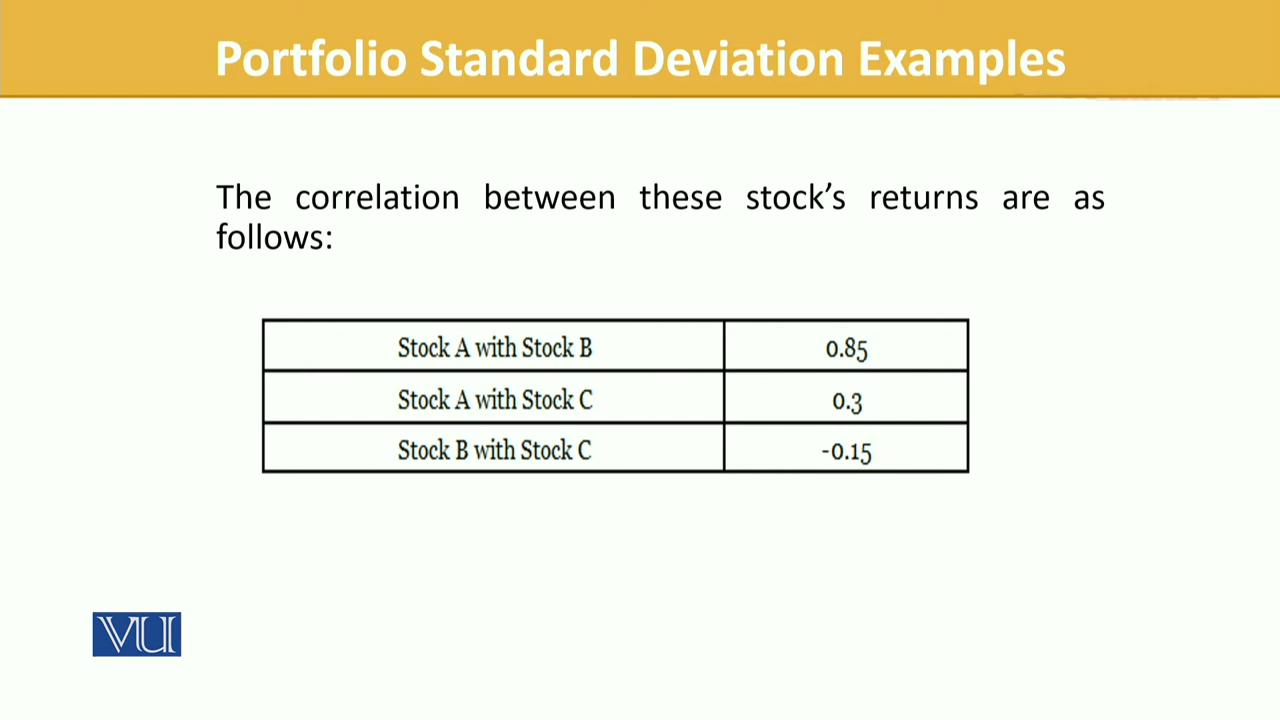 Portfolio Standard Deviation Examples
The correlation between these stock’s returns are as
follows:
Stock A with Stock B 0.85
Stock A with Stock C 0.3
Stock B with Stock C -0.15
VU